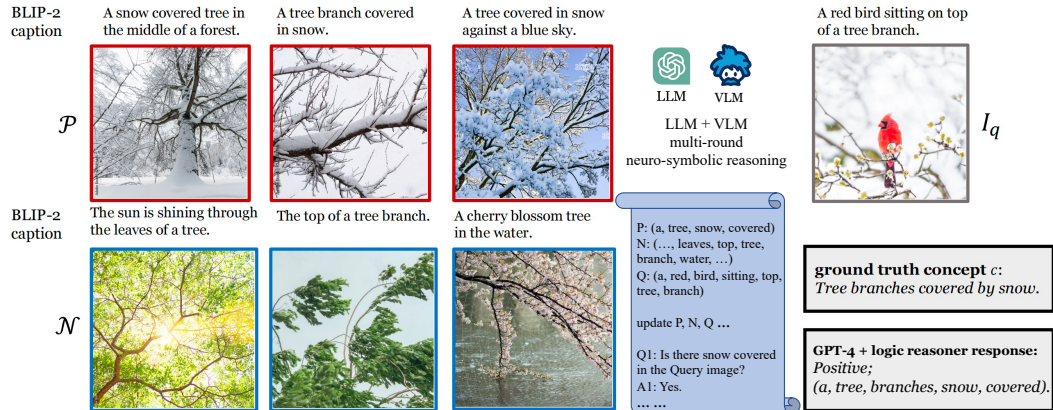 BLIP-2
caption
A snow covered tree in
the middle of a forest.
A tree branch covered
in snow.
A tree covered in snow
against a blue sky.
A red bird sitting on top
of a tree branch.
P
LLM
VLM
LLM + VLM
multi-round
neuro-symbolic reasoning
I_q
BLIP-2
caption
The sun is shining through
the leaves of a tree.
The top of a tree branch.
A cherry blossom tree
in the water.
N
P: (a, tree, snow, covered)
N: (…, leaves, top, tree,
branch, water, …)
Q: (a, red, bird, sitting, top,
tree, branch)
update P, N, Q ...
Q1: Is there snow covered
in the Query image?
A1: Yes.
... ...
ground truth concept c:
Tree branches covered by snow.
GPT-4 + logic reasoner response:
Positive;
(a, tree, branches, snow, covered).